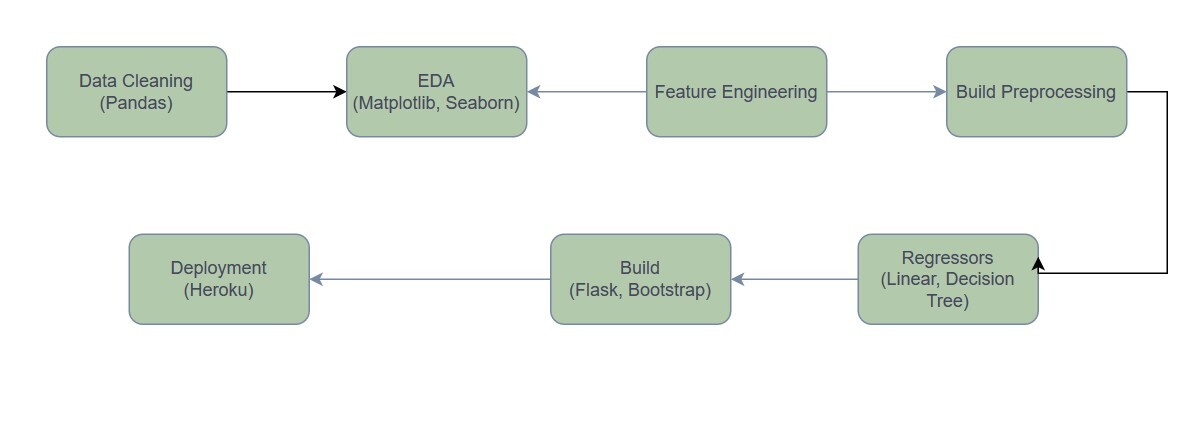 Data Cleaning
(Pandas)
EDA
(Matplotlib, Seaborn)
Feature Engineering
Build Preprocessing
Deployment
(Heroku)
Build
(Flask, Bootstrap)
Regressors
(Linear, Decision
Tree)